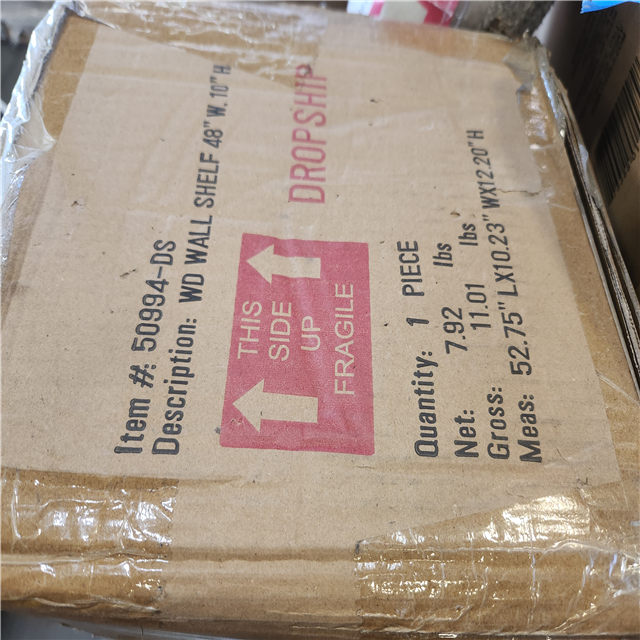 Item #: 50994-DS
Description: WD WALL SHELF 48" W. 10" H
THIS
SIDE
UP
FRAGILE
DROPSHIP
Quantity: 1 PIECE
Net: 7.92 lbs
Gross: 11.01 lbs
Meas: 52.75" LX10.23" WX12.20" H